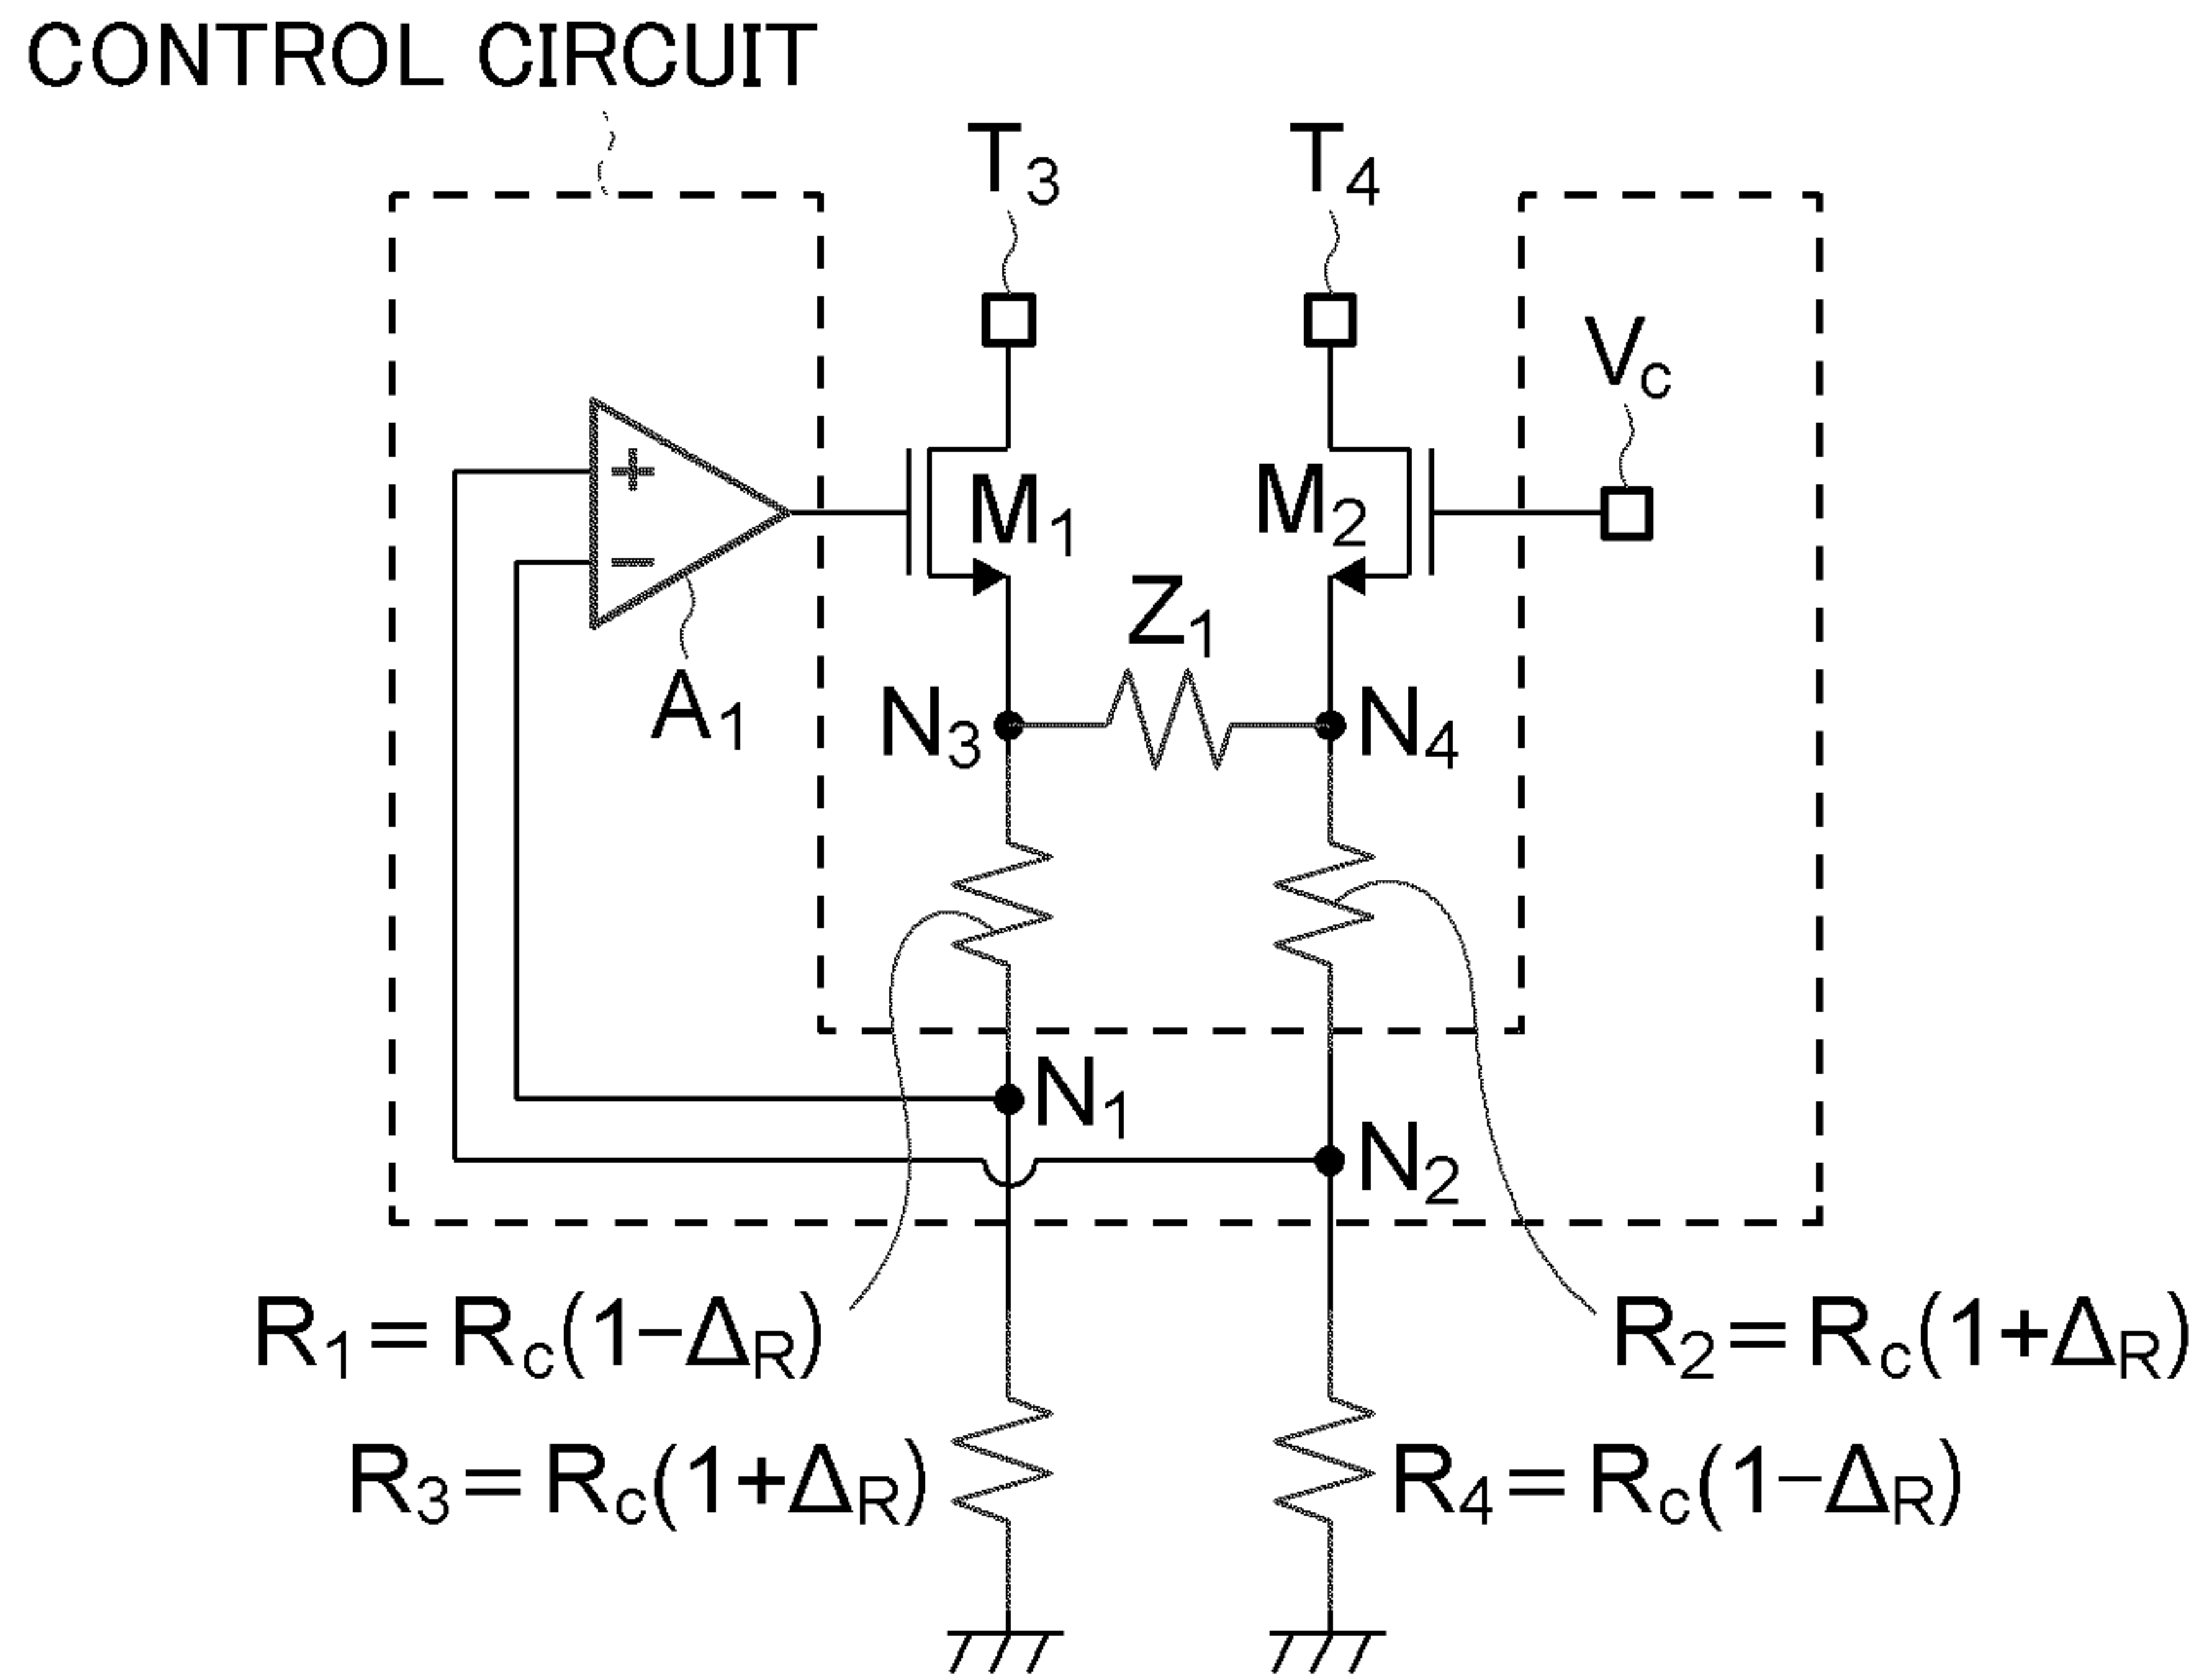 CONTROL CIRCUIT
T3
T4
Vc
+
−
M1
M2
A1
Z1
N3
N4
N1
N2
R1=Rc(1−ΔR)
R2=Rc(1+ΔR)
R3=Rc(1+ΔR)
R4=Rc(1−ΔR)